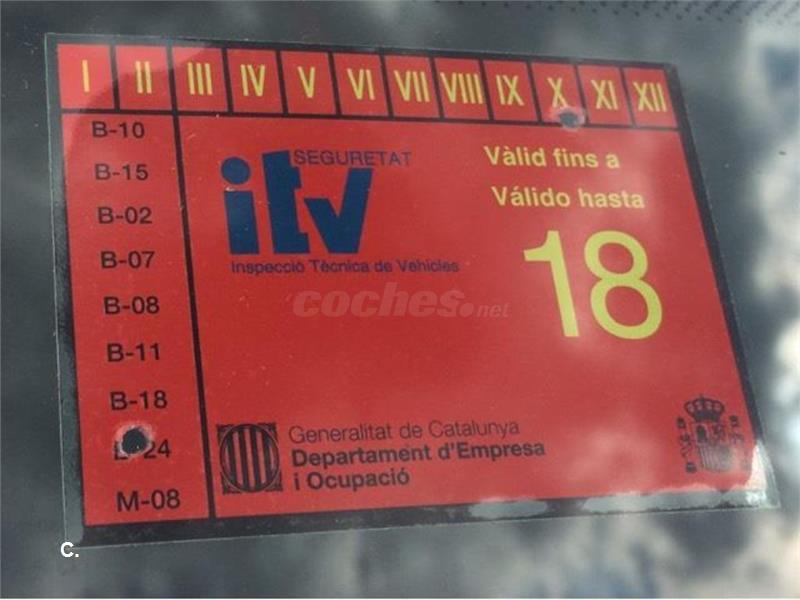 I II III IV V VI VII VIII IX X XI XII
B-10
B-15
B-02
B-07
B-08
B-11
B-18
B-24
M-08
SEGURETAT
itv
Inspecció Tècnica de Vehicles
Vàlid fins a
Válido hasta
18
coches.net
Generalitat de Catalunya
Departament d'Empresa
i Ocupació
C.